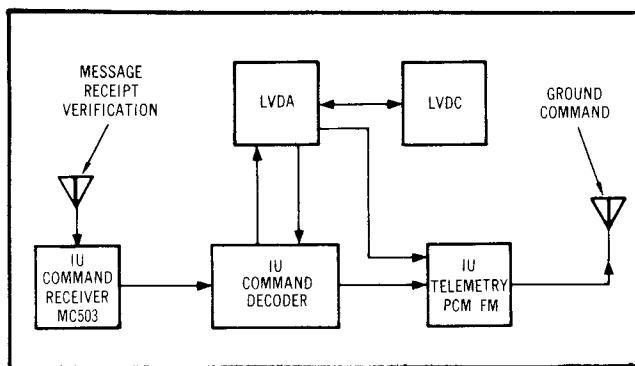 MESSAGE
RECEIPT
VERIFICATION
LVDA
LVDC
GROUND
COMMAND
IU
COMMAND
RECEIVER
MC503
IU
COMMAND
DECODER
IU
TELEMETRY
PCM FM